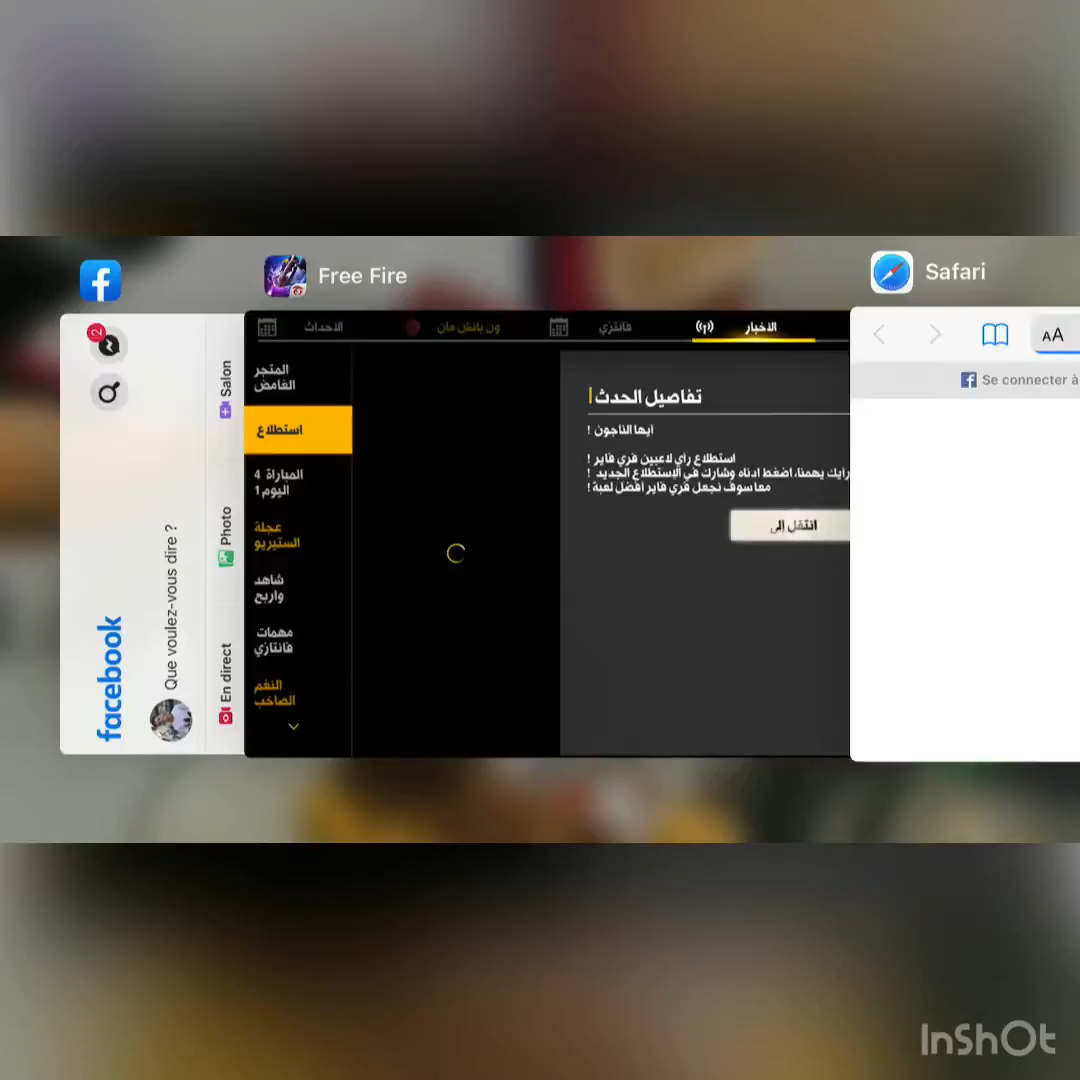 Free Fire
Safari
facebook
2
Que voulez-vous dire ?
En direct
Photo
Salon
الأحداث
ون بانش مان
فانتزي
الأخبار
المتجر
الغامض
استطلاع
المباراة 4
اليوم 1
عجلة
الستيريو
شاهد
واربح
مهمات
فانتازي
النغم
الصاخب
تفاصيل الحدث
أيها الناجون !
استطلاع رأي لاعبين فري فاير !
رأيك يهمنا، اضغط ادناه وشارك في الإستطلاع الجديد !
معا سوف نجعل فري فاير أفضل لعبة !
انتقل إلى
AA
Se connecter à
InShOt